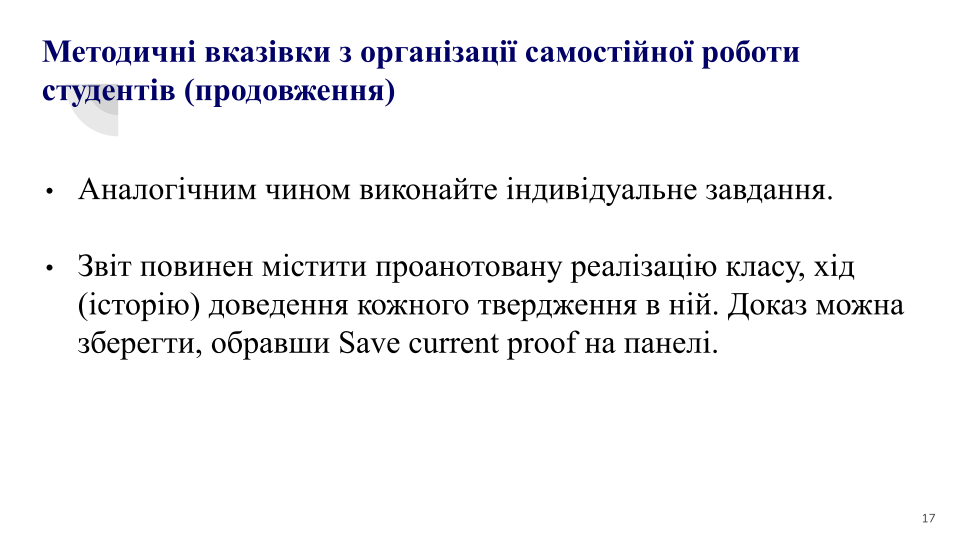 Методичні вказівки з організації самостійної роботи
студентів (продовження)
• Аналогічним чином виконайте індивідуальне завдання.
• Звіт повинен містити проанотовану реалізацію класу, хід
(історію) доведення кожного твердження в ній. Доказ можна
зберегти, обравши Save current proof на панелі.
17